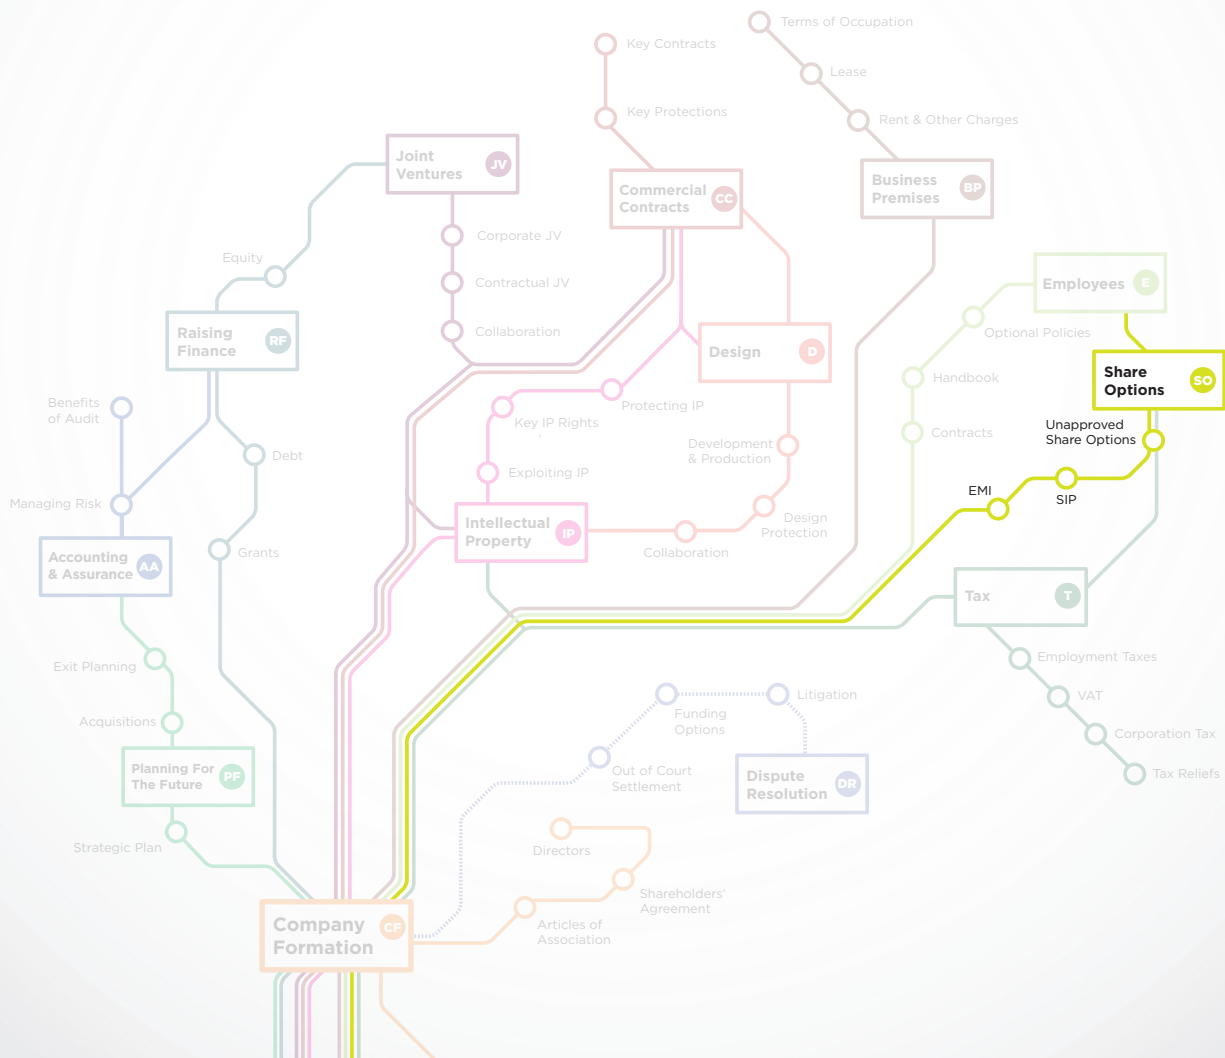 Terms of Occupation
Key Contracts
Lease
Key Protections
Rent & Other Charges
Joint
Ventures
JV
Commercial
Contracts
CC
Business
Premises
BP
Corporate JV
Equity
Contractual JV
Employees
E
Raising
Finance
RF
Collaboration
Optional Policies
Design
D
Share
Options
SO
Handbook
Benefits
of Audit
Protecting IP
Key IP Rights
Contracts
Unapproved
Share Options
Debt
Development
& Production
Exploiting IP
EMI
SIP
Managing Risk
Intellectual
Property
IP
Design
Protection
Collaboration
Grants
Accounting
& Assurance
AA
Tax
T
Exit Planning
Employment Taxes
Acquisitions
Funding
Options
Litigation
VAT
Corporation Tax
Planning For
The Future
PF
Out of Court
Settlement
Dispute
Resolution
DR
Tax Reliefs
Strategic Plan
Directors
Shareholders'
Agreement
Articles of
Association
Company
Formation
CF